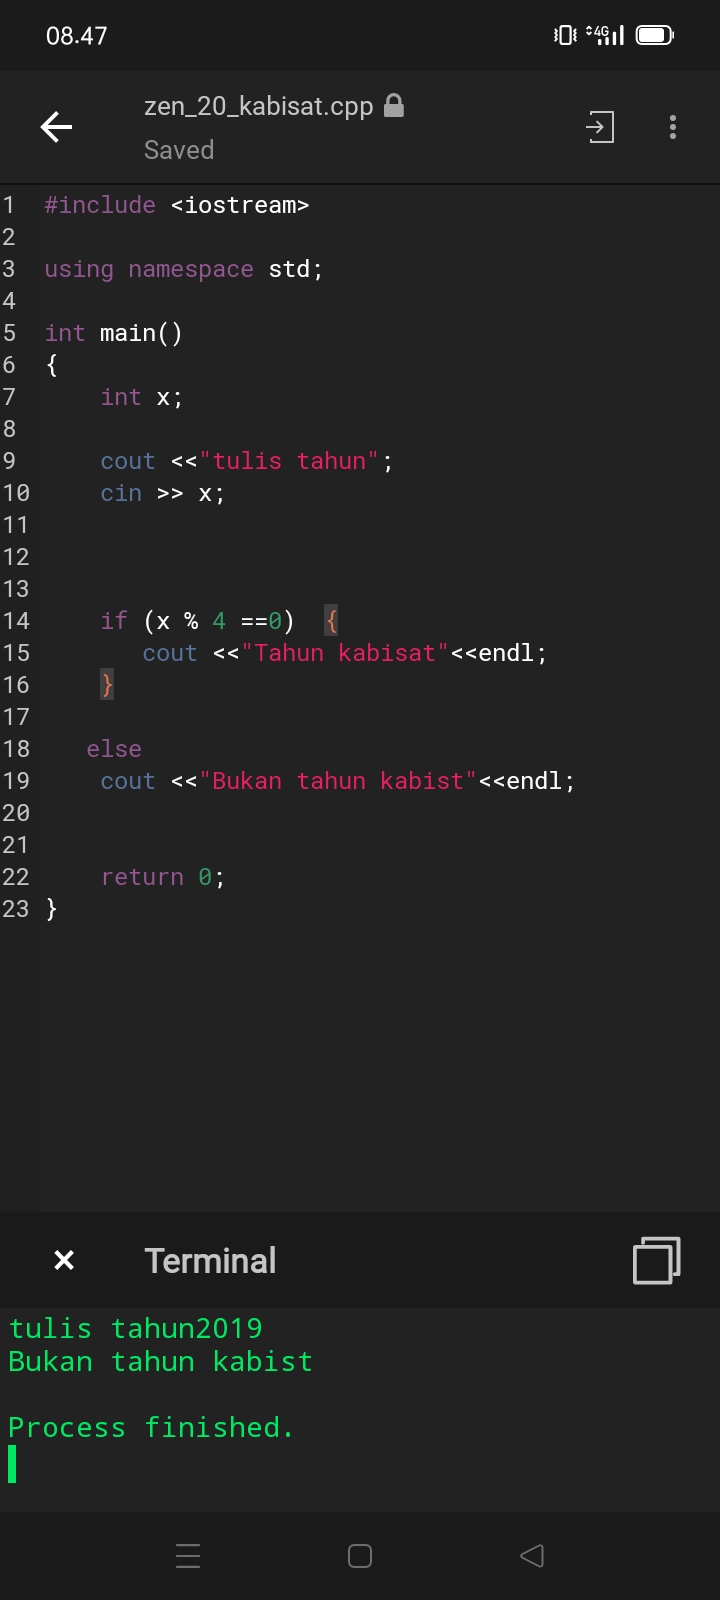 08.47
4G
zen_20_kabisat.cpp
Saved
1 #include <iostream>
2
3 using namespace std;
4
5 int main()
6 {
7     int x;
8
9     cout <<"tulis tahun";
10     cin >> x;
11
12
13
14     if (x % 4 ==0)  {
15        cout <<"Tahun kabisat"<<endl;
16     }
17
18    else
19     cout <<"Bukan tahun kabist"<<endl;
20
21
22     return 0;
23 }
Terminal
tulis tahun2019
Bukan tahun kabist
Process finished.